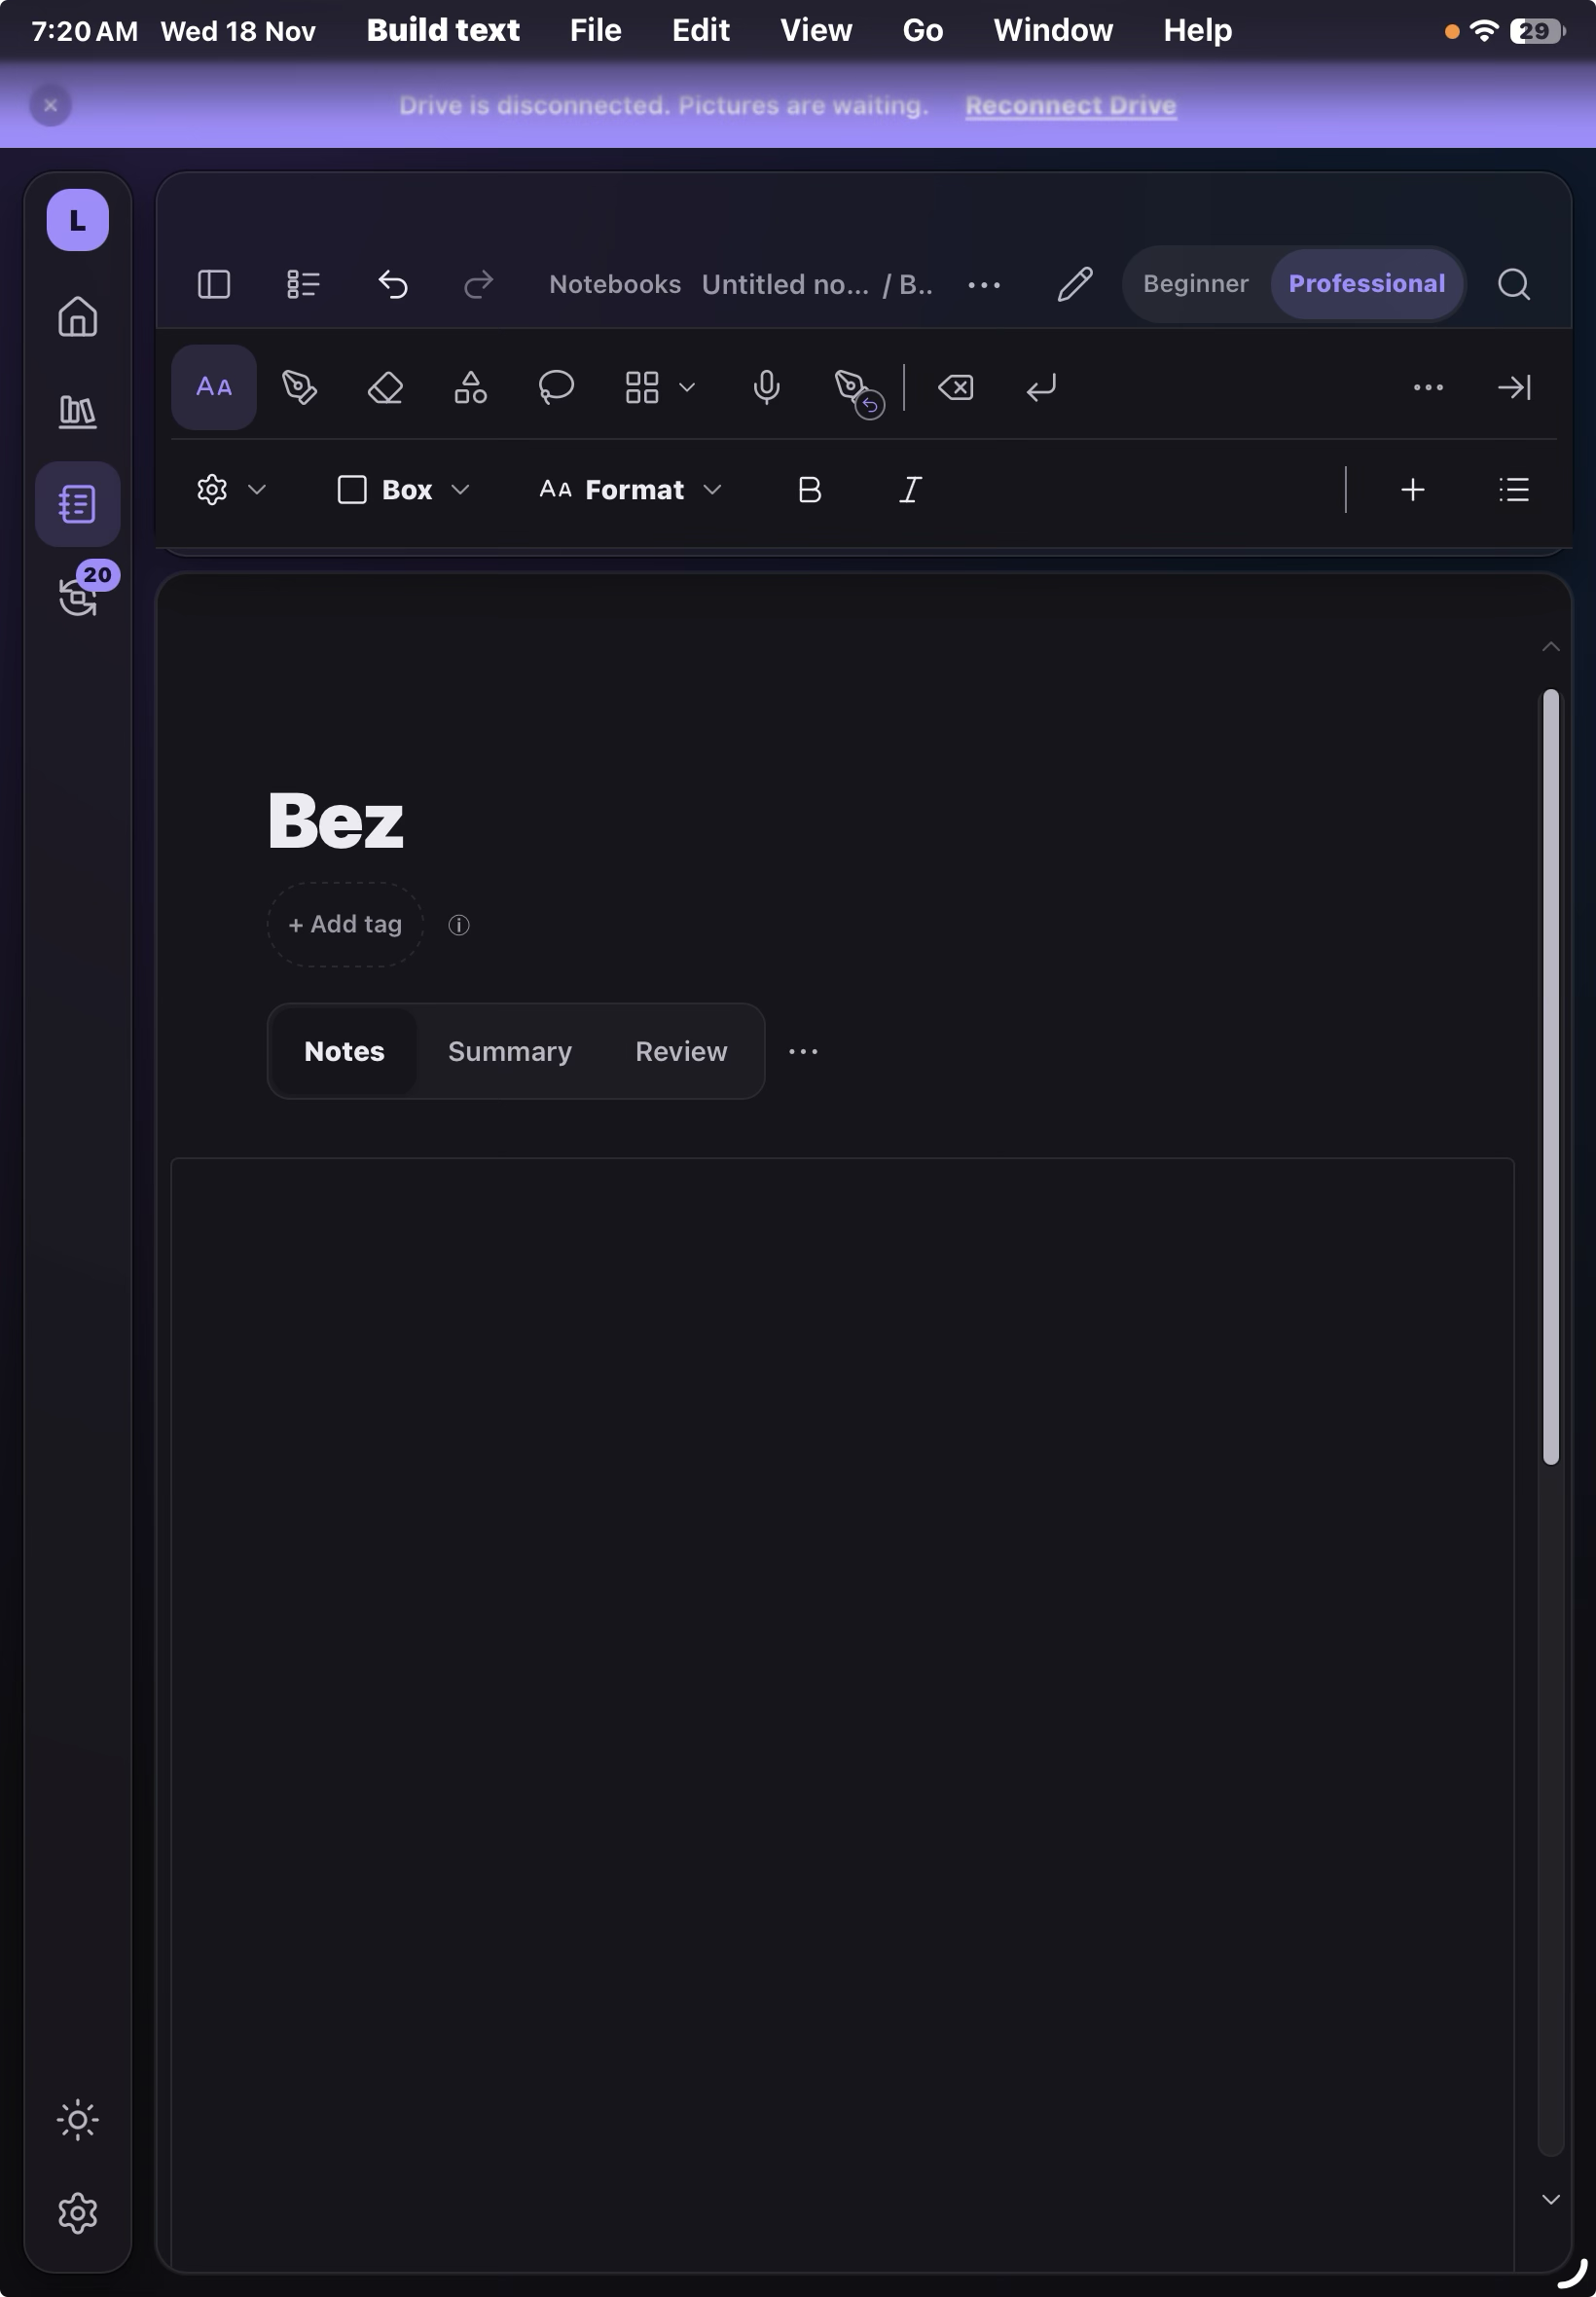 7:20 AM Wed 18 Nov Build text File Edit View Go Window Help 29
Drive is disconnected. Pictures are waiting. Reconnect Drive
L
Notebooks Untitled no... / B.. Beginner Professional
AA
Box AA Format B I
20
Bez
+ Add tag
Notes Summary Review